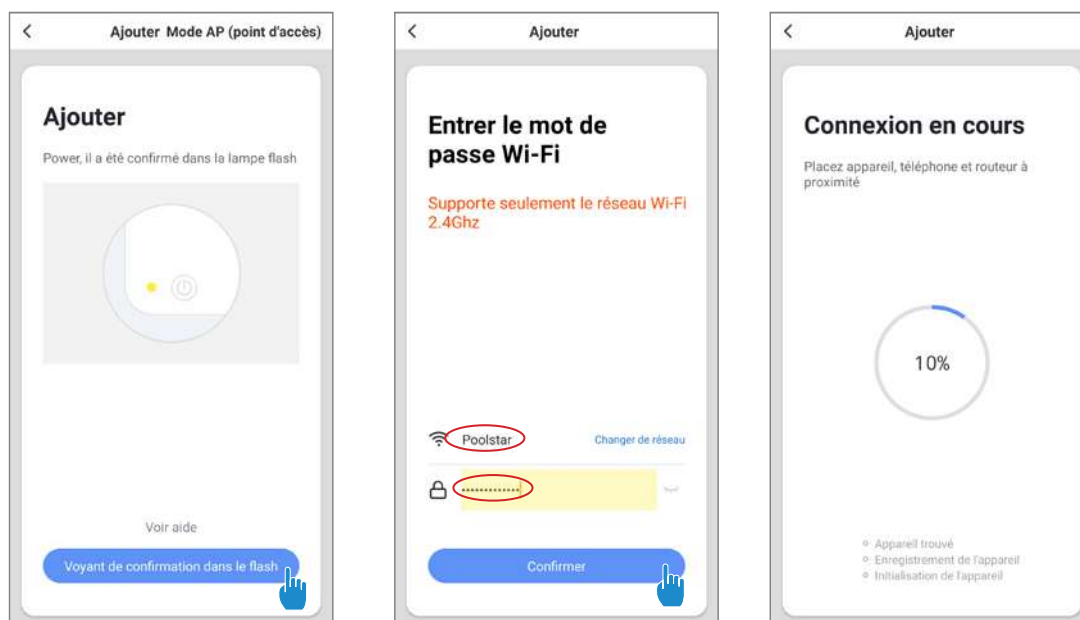 Ajouter Mode AP (point d'accès)
Ajouter
Power, il a été confirmé dans la lampe flash
Voir aide
Voyant de confirmation dans le flash
Ajouter
Entrer le mot de
passe Wi-Fi
Supporte seulement le réseau Wi-Fi
2.4Ghz
Poolstar Changer de réseau
•••••••••••••
Confirmer
Ajouter
Connexion en cours
Placez appareil, téléphone et routeur à
proximité
10%
Appareil trouvé
Enregistrement de l'appareil
Initialisation de l'appareil